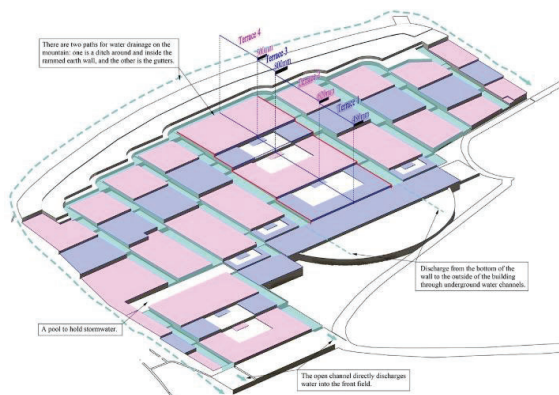 Terrace 4
500mm
Terrace 3
800mm
Terrace 2
Terrace 1
There are two paths for water drainage on the
mountain: one is a ditch around and inside the
rammed earth wall, and the other is the gutters.
Discharge from the bottom of the
wall to the outside of the building
through underground water channels.
A pool to hold stormwater.
The open channel directly discharges
water into the front field.